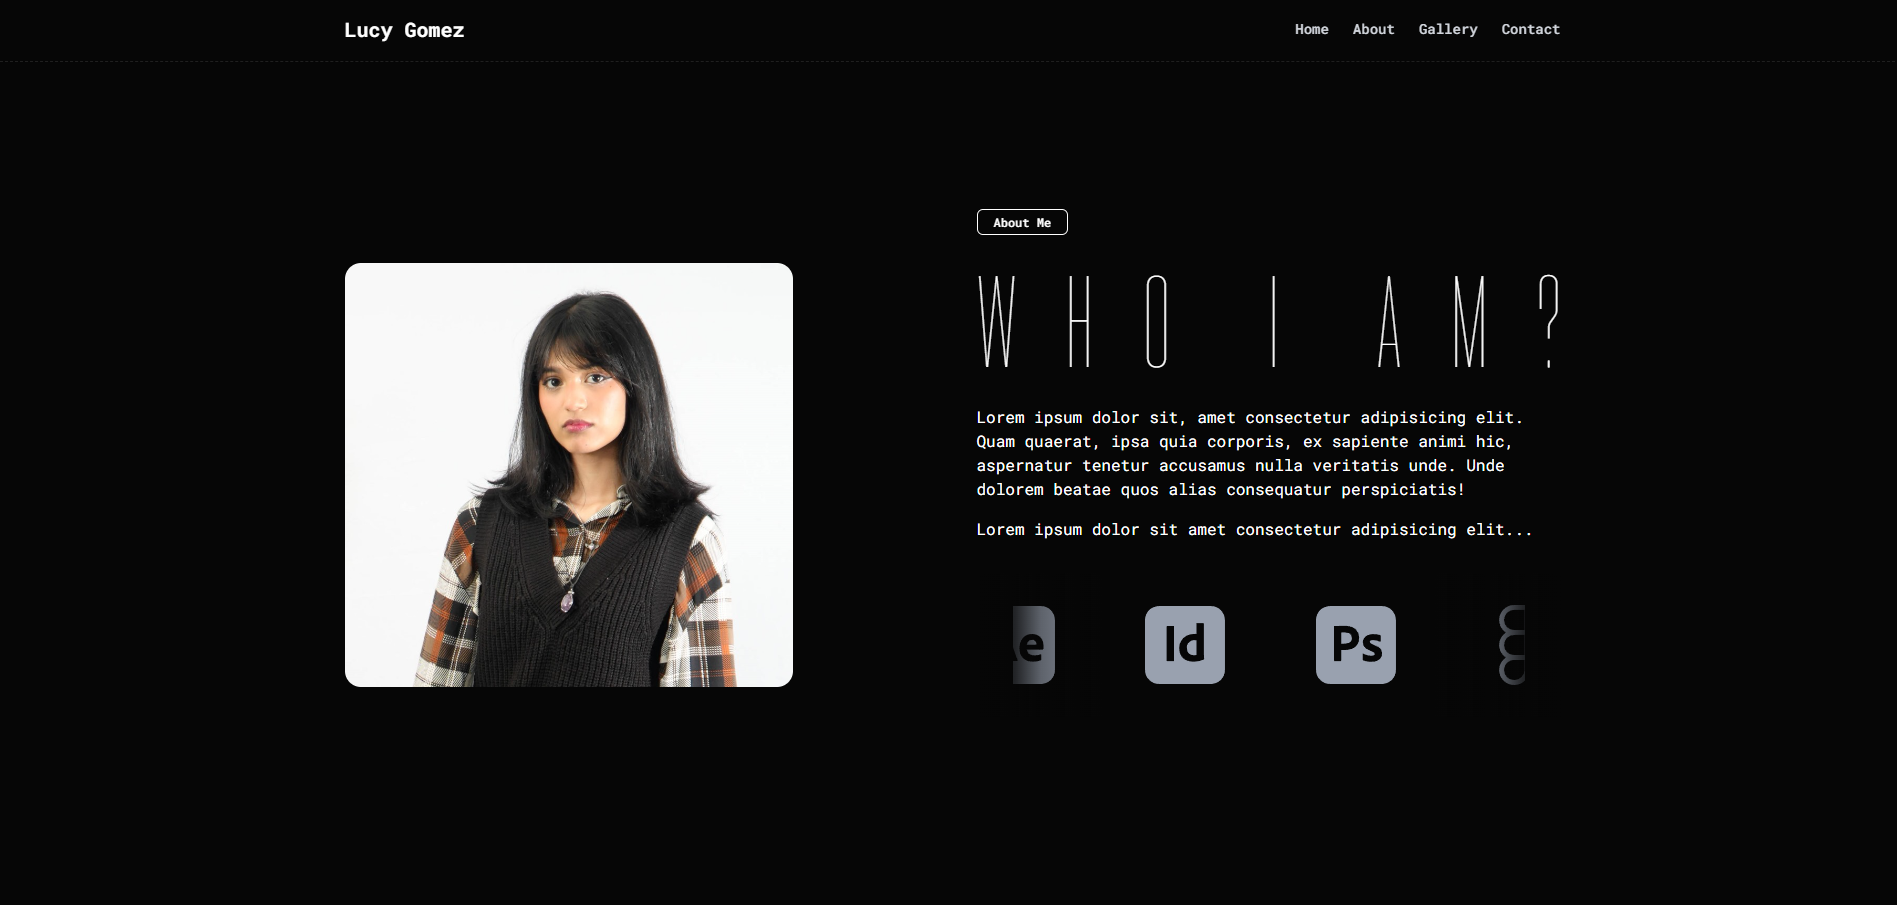 Lucy Gomez
Home About Gallery Contact
About Me
WHO I AM?
Lorem ipsum dolor sit, amet consectetur adipisicing elit.
Quam quaerat, ipsa quia corporis, ex sapiente animi hic,
aspernatur tenetur accusamus nulla veritatis unde. Unde
dolorem beatae quos alias consequatur perspiciatis!
Lorem ipsum dolor sit amet consectetur adipisicing elit...
Ae Id Ps